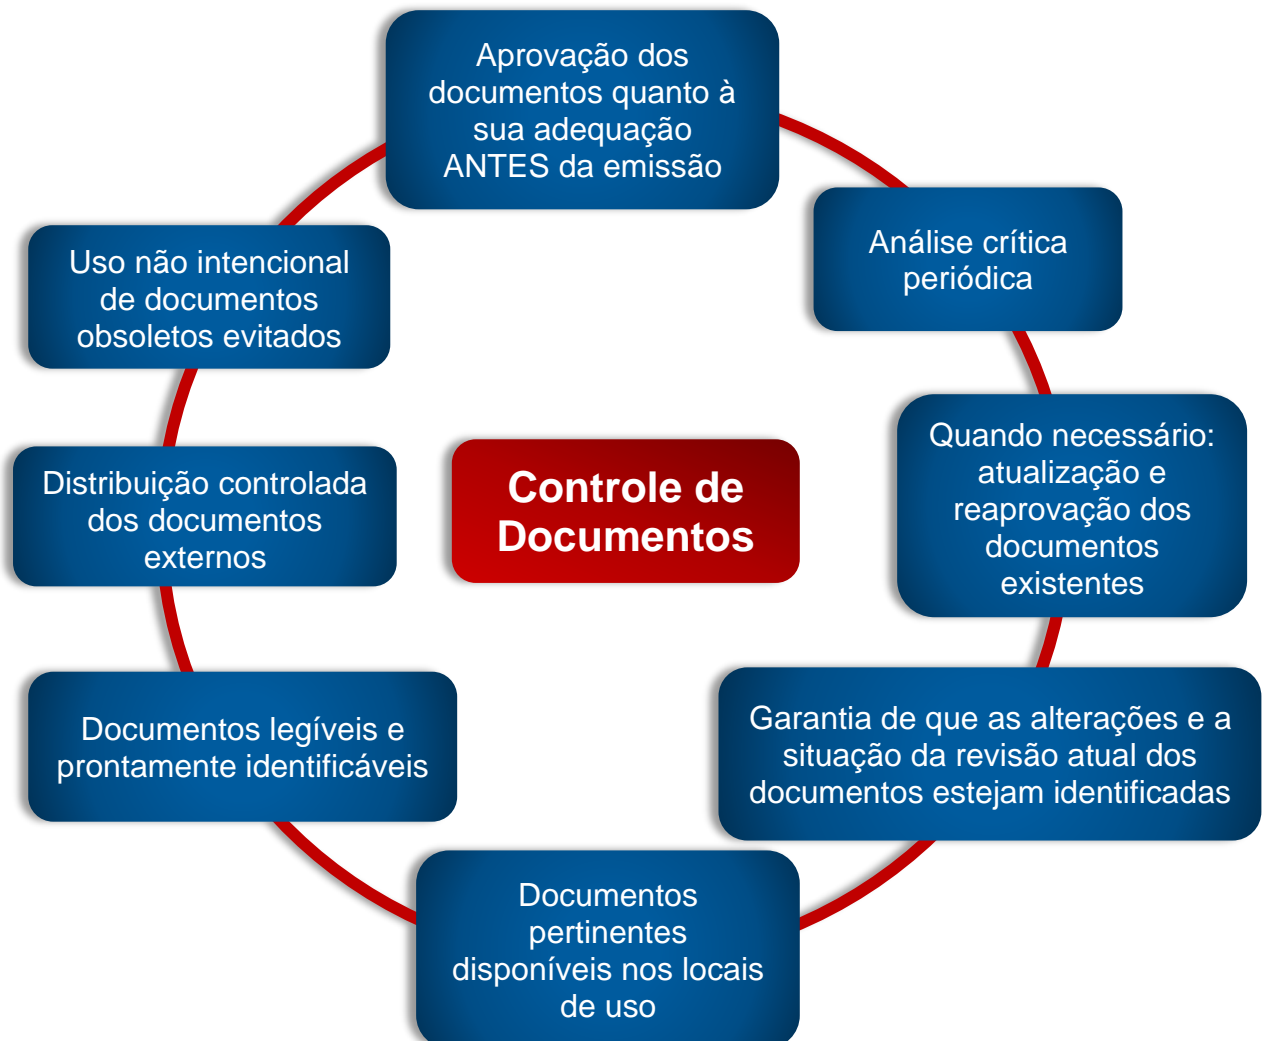 Aprovação dos
documentos quanto à
sua adequação
ANTES da emissão
Análise crítica
periódica
Quando necessário:
atualização e
reaprovação dos
documentos
existentes
Garantia de que as alterações e a
situação da revisão atual dos
documentos estejam identificadas
Documentos
pertinentes
disponíveis nos locais
de uso
Documentos legíveis e
prontamente identificáveis
Distribuição controlada
dos documentos
externos
Uso não intencional
de documentos
obsoletos evitados
Controle de
Documentos